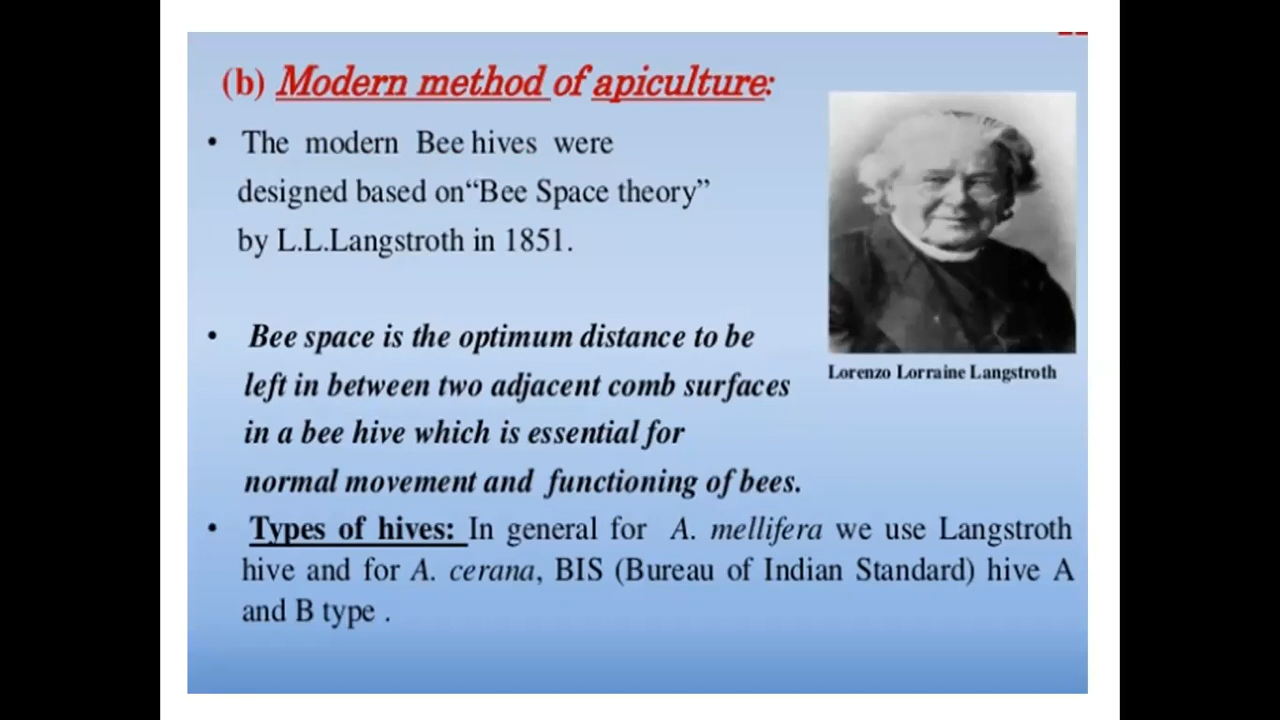 (b) Modern method of apiculture:
• The modern Bee hives were
designed based on“Bee Space theory”
by L.L.Langstroth in 1851.
Lorenzo Lorraine Langstroth
• Bee space is the optimum distance to be
left in between two adjacent comb surfaces
in a bee hive which is essential for
normal movement and functioning of bees.
• Types of hives: In general for A. mellifera we use Langstroth
hive and for A. cerana, BIS (Bureau of Indian Standard) hive A
and B type .